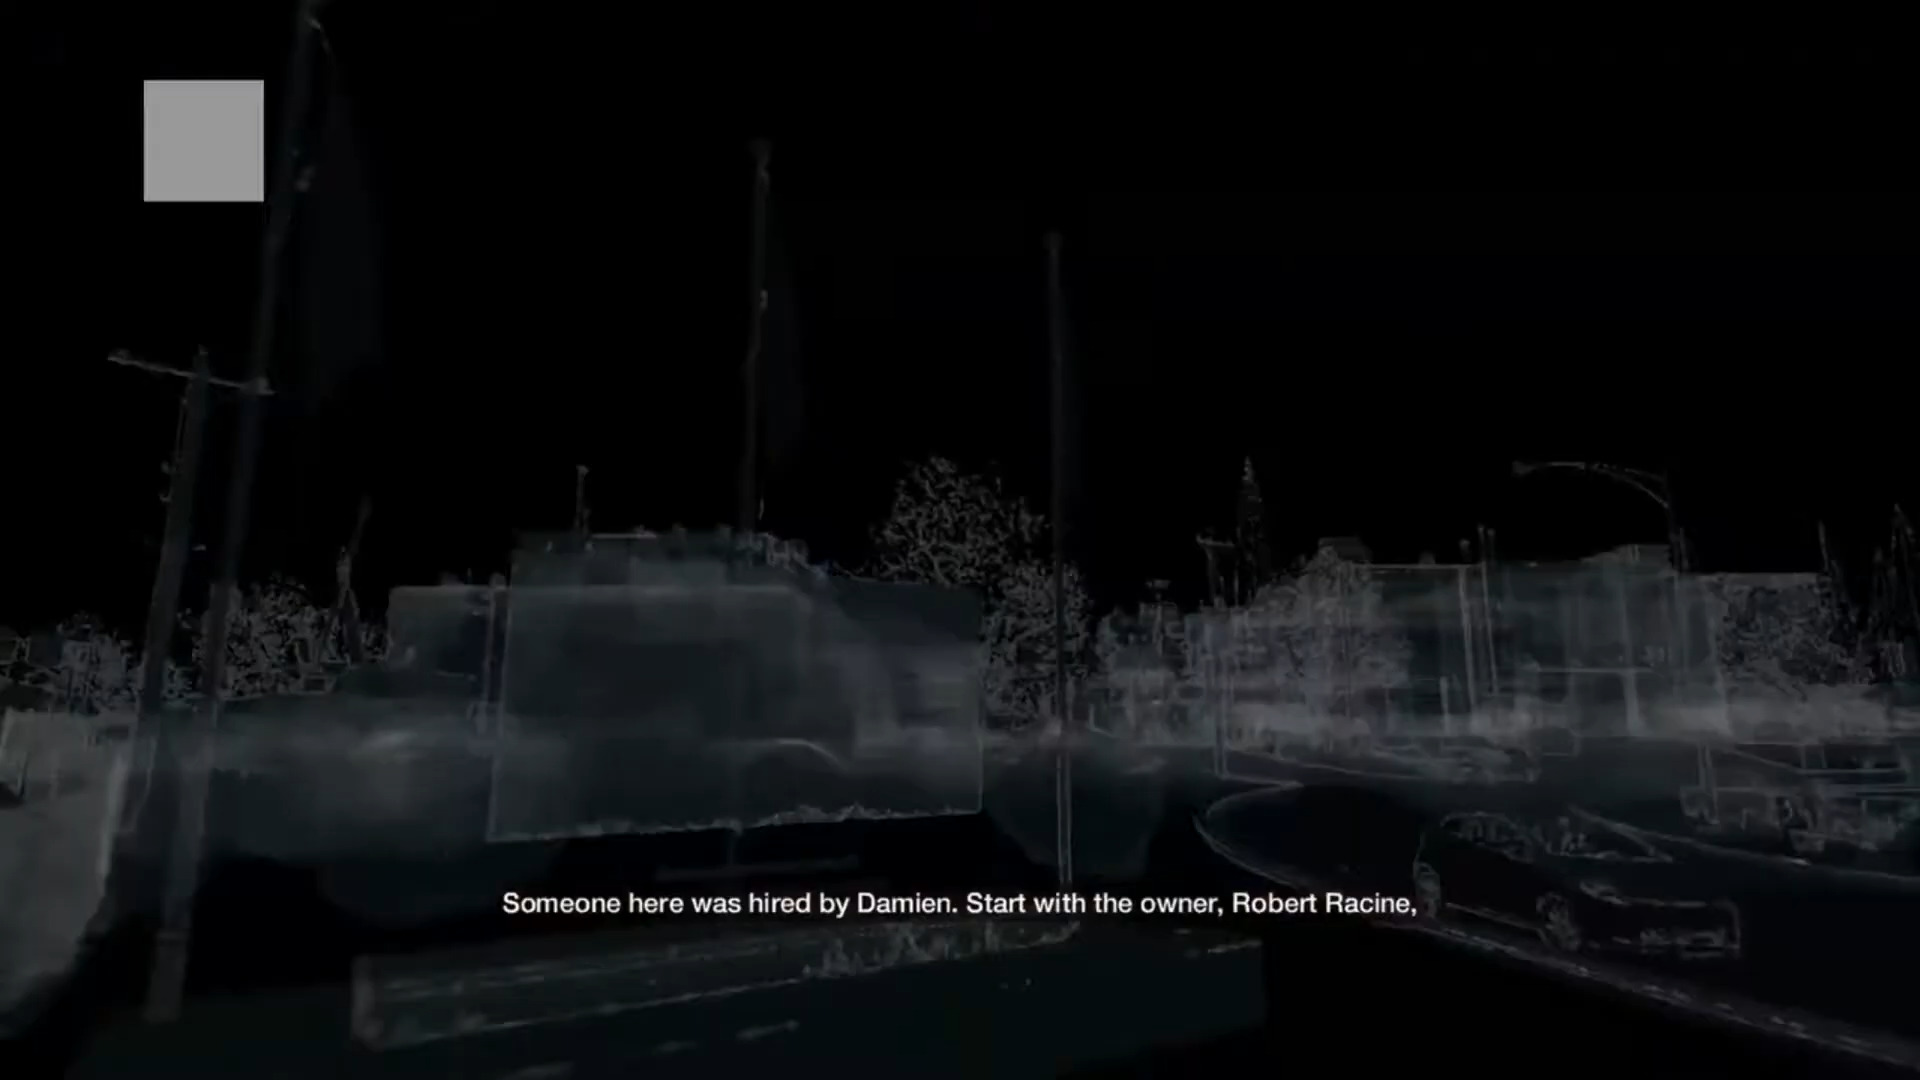 Someone here was hired by Damien. Start with the owner, Robert Racine,